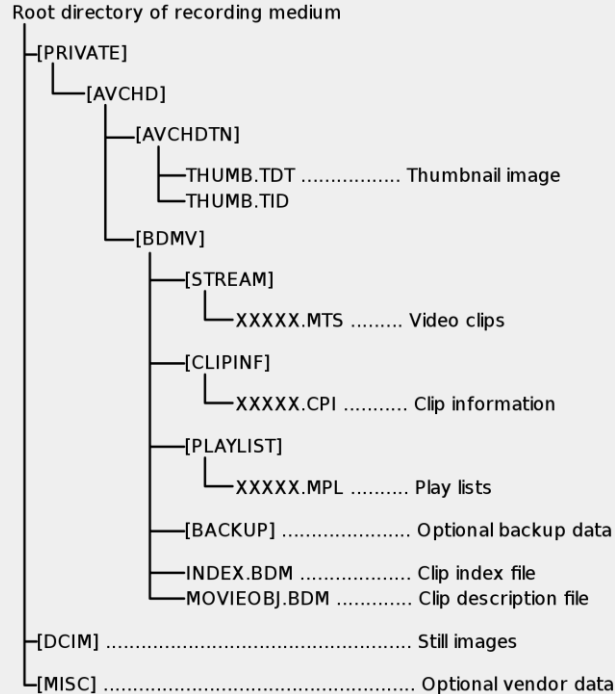 Root directory of recording medium
[PRIVATE]
[AVCHD]
[AVCHDTN]
THUMB.TDT ................. Thumbnail image
THUMB.TID
[BDMV]
[STREAM]
XXXXX.MTS ......... Video clips
[CLIPINF]
XXXXX.CPI ........... Clip information
[PLAYLIST]
XXXXX.MPL .......... Play lists
[BACKUP] ...................... Optional backup data
INDEX.BDM ................... Clip index file
MOVIEOBJ.BDM ............. Clip description file
[DCIM] ..................................................... Still images
[MISC] ...................................................... Optional vendor data